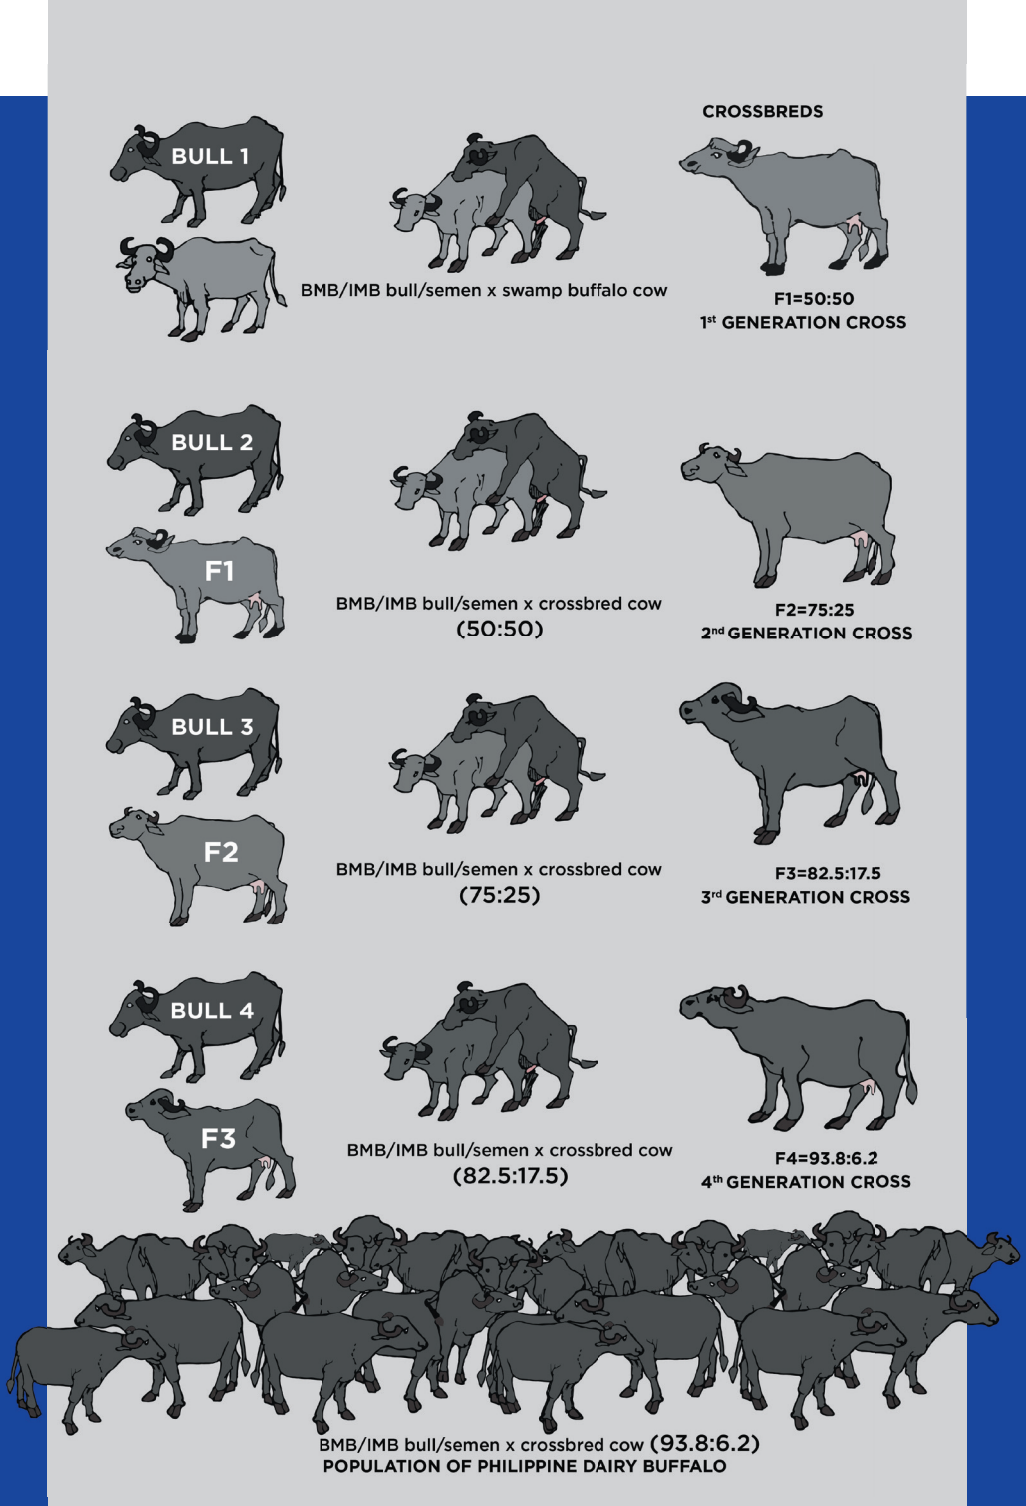 CROSSBREDS
BULL 1
BMB/IMB bull/semen x swamp buffalo cow
F1=50:50
1st GENERATION CROSS
BULL 2
F1
BMB/IMB bull/semen x crossbred cow
(50:50)
F2=75:25
2nd GENERATION CROSS
BULL 3
F2
BMB/IMB bull/semen x crossbred cow
(75:25)
F3=82.5:17.5
3rd GENERATION CROSS
BULL 4
F3
BMB/IMB bull/semen x crossbred cow
(82.5:17.5)
F4=93.8:6.2
4th GENERATION CROSS
BMB/IMB bull/semen x crossbred cow (93.8:6.2)
POPULATION OF PHILIPPINE DAIRY BUFFALO